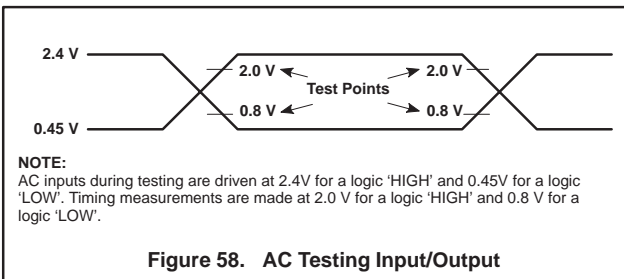 2.4 V
2.0 V 2.0 V
Test Points
0.8 V 0.8 V
0.45 V
NOTE:
AC inputs during testing are driven at 2.4V for a logic ‘HIGH’ and 0.45V for a logic
‘LOW’. Timing measurements are made at 2.0 V for a logic ‘HIGH’ and 0.8 V for a
logic ‘LOW’.
Figure 58. AC Testing Input/Output